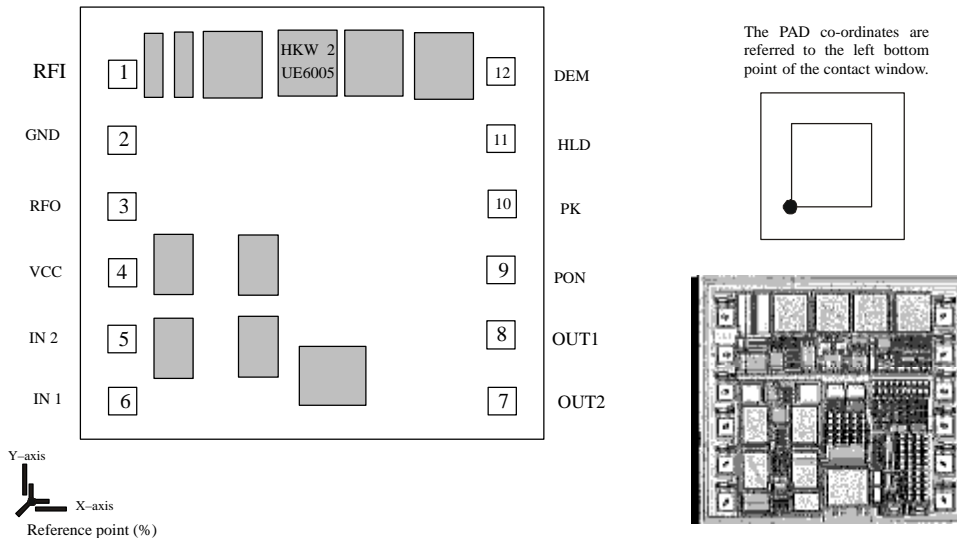 The PAD co-ordinates are
referred to the left bottom
point of the contact window.
RFI 1 HKW 2 12 DEM
UE6005
GND 2 11 HLD
RFO 3 10 PK
VCC 4 9 PON
IN 2 5 8 OUT1
IN 1 6 7 OUT2
Y–axis
X–axis
Reference point (%)